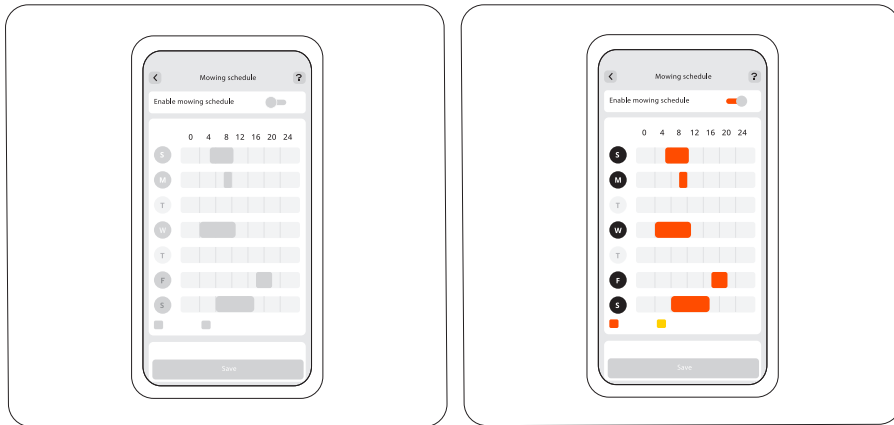 Mowing schedule ?
Enable mowing schedule
0 4 8 12 16 20 24
S
M
T
W
T
F
S
Save
Mowing schedule ?
Enable mowing schedule
0 4 8 12 16 20 24
S
M
T
W
T
F
S
Save